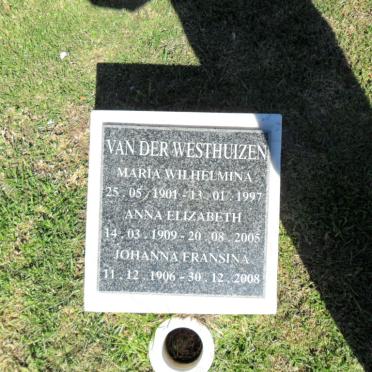 VAN DER WESTHUIZEN
MARIA WILHELMINA
25 . 05 . 1901 - 13 . 01 . 1997
ANNA ELIZABETH
14 . 03 . 1909 - 20 . 08 . 2005
JOHANNA FRANSINA
11 . 12 . 1906 - 30 . 12 . 2008